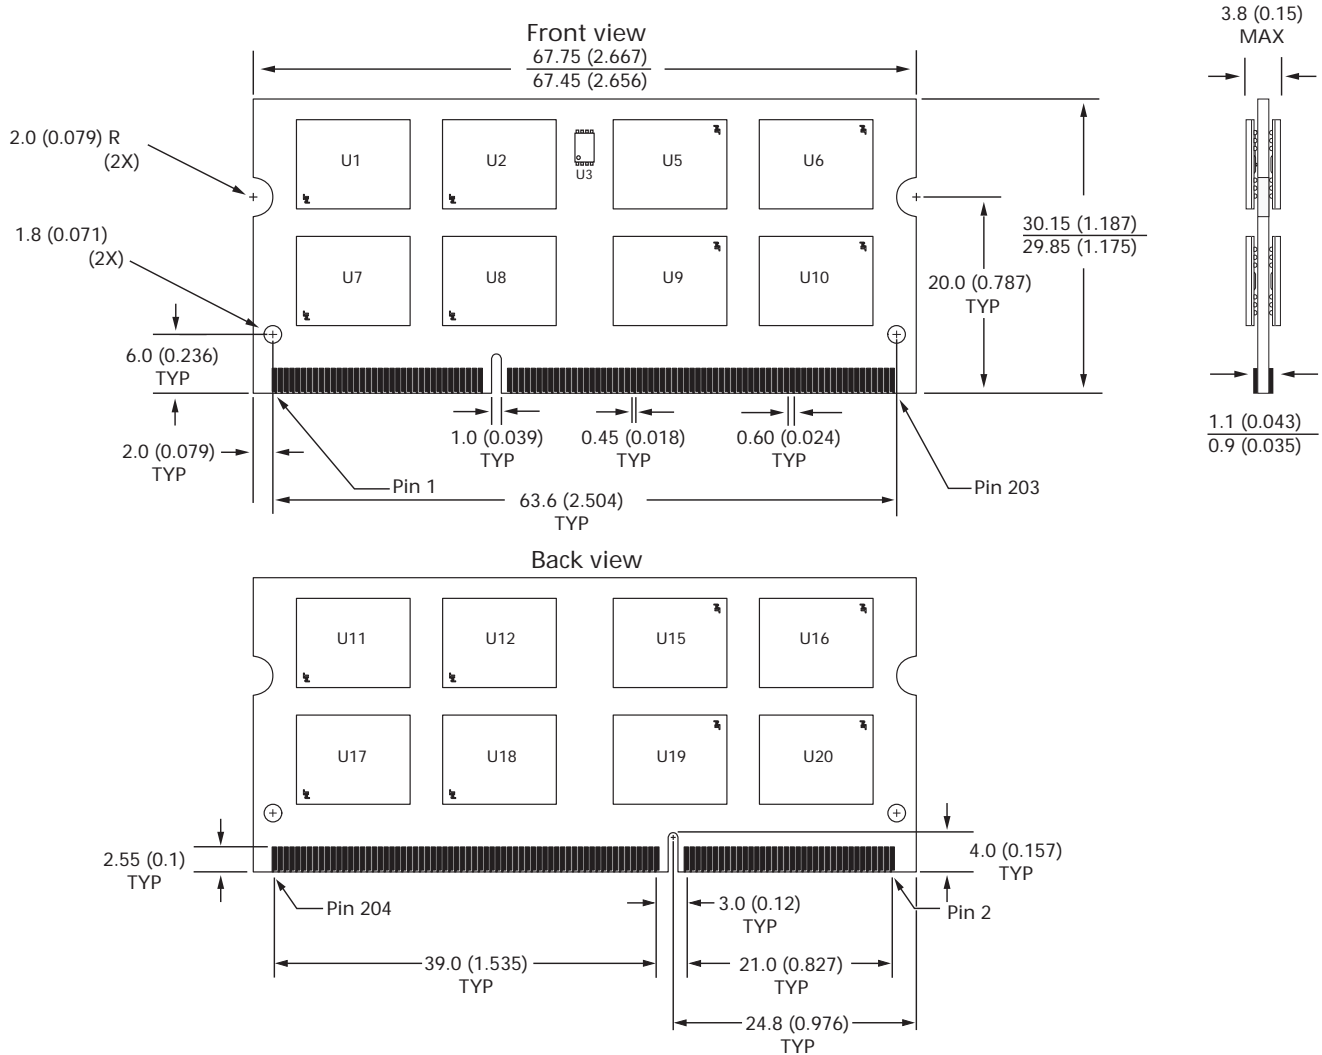 Front view
67.75 (2.667)
67.45 (2.656)
3.8 (0.15)
MAX
2.0 (0.079) R
(2X)
U1
U2
U3
U5
U6
1.8 (0.071)
(2X)
30.15 (1.187)
29.85 (1.175)
20.0 (0.787)
TYP
U7
U8
U9
U10
6.0 (0.236)
TYP
1.0 (0.039)
TYP
0.45 (0.018)
TYP
0.60 (0.024)
TYP
1.1 (0.043)
0.9 (0.035)
2.0 (0.079)
TYP
Pin 1
63.6 (2.504)
TYP
Pin 203
Back view
U11
U12
U15
U16
U17
U18
U19
U20
2.55 (0.1)
TYP
4.0 (0.157)
TYP
Pin 204
3.0 (0.12)
TYP
Pin 2
39.0 (1.535)
TYP
21.0 (0.827)
TYP
24.8 (0.976)
TYP